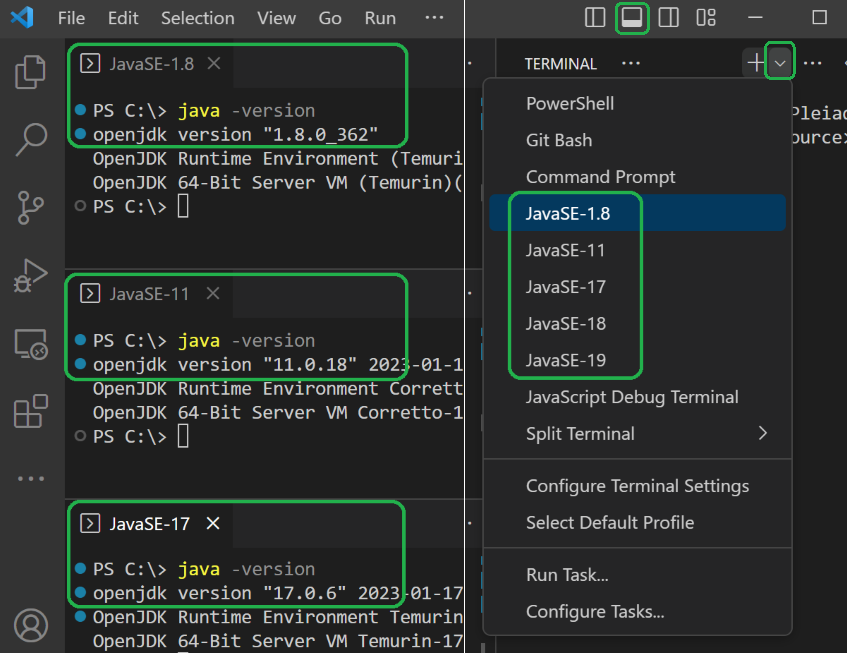 File Edit Selection View Go Run ...
JavaSE-1.8
PS C:\> java -version
openjdk version "1.8.0_362"
OpenJDK Runtime Environment (Temuri
OpenJDK 64-Bit Server VM (Temurin)(
PS C:\>
JavaSE-11
PS C:\> java -version
openjdk version "11.0.18" 2023-01-1
OpenJDK Runtime Environment Corrett
OpenJDK 64-Bit Server VM Corretto-1
PS C:\>
JavaSE-17
PS C:\> java -version
openjdk version "17.0.6" 2023-01-17
OpenJDK Runtime Environment Temurin
OpenJDK 64-Bit Server VM Temurin-17
TERMINAL ...
Pleiad
ource>
PowerShell
Git Bash
Command Prompt
JavaSE-1.8
JavaSE-11
JavaSE-17
JavaSE-18
JavaSE-19
JavaScript Debug Terminal
Split Terminal
Configure Terminal Settings
Select Default Profile
Run Task...
Configure Tasks...